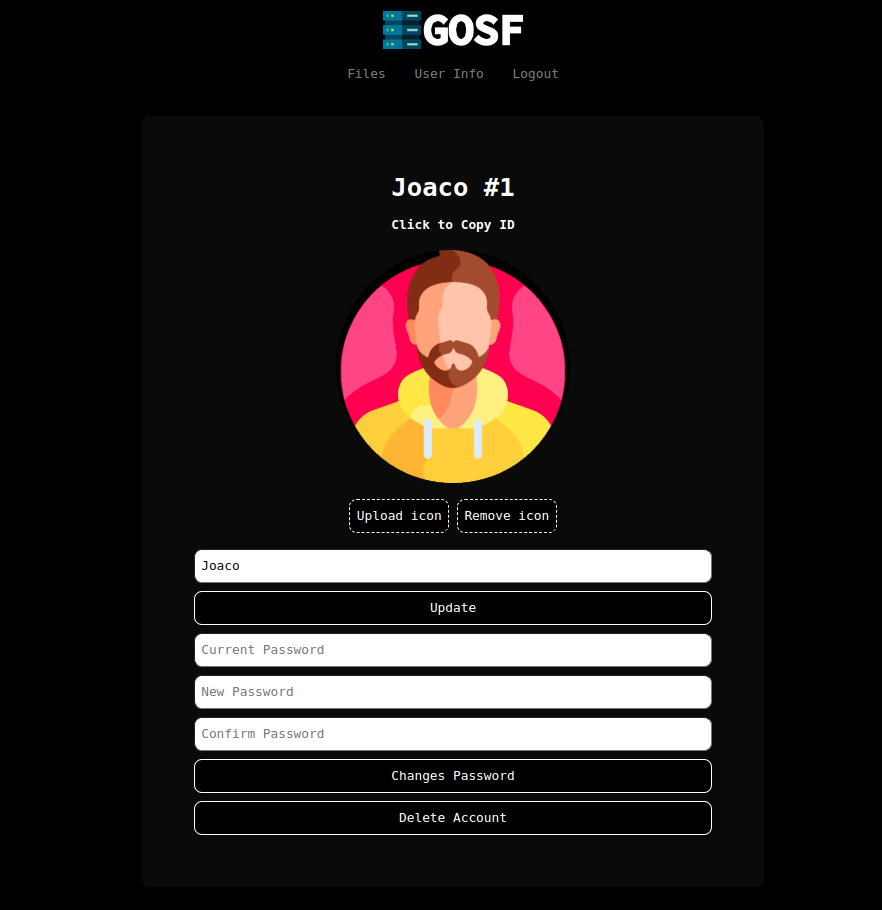 GOSF
Files User Info Logout
Joaco #1
Click to Copy ID
Upload icon Remove icon
Joaco
Update
Current Password
New Password
Confirm Password
Changes Password
Delete Account